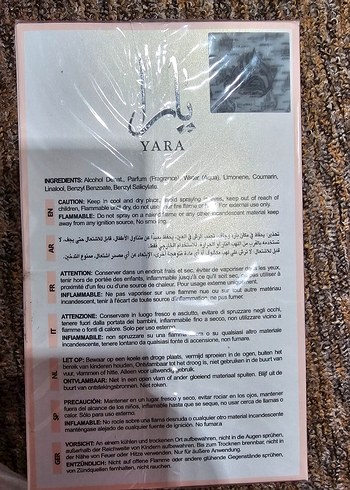 يارا
YARA
INGREDIENTS: Alcohol Denat., Parfum (Fragrance), Water (Aqua), Limonene, Coumarin,
Linalool, Benzyl Benzoate, Benzyl Salicylate.
EN
CAUTION: Keep in cool and dry place, avoid spraying in eyes, keep out of reach of
children, Flammable until dry, do not use near fire flame or heat. For external use only.
FLAMMABLE: Do not spray on a naked flame or any other incandescent material keep
away from any ignition source. No smoking.
AR
FR
ATTENTION: Conserver dans un endroit frais et sec, éviter de vaporiser dans les yeux,
tenir hors de portée des enfants, inflammable jusqu'à ce qu'il soit sec, ne pas utiliser à
proximité d'un feu ou d'une source de chaleur. Pour usage externe uniquement.
INFLAMMABLE: Ne pas vaporiser sur une flamme nue ou sur tout autre matériau
incandescent, tenir à l'écart de toute source d'inflammation, ne pas fumer.
IT
ATTENZIONE: Conservare in luogo fresco e asciutto, evitare di spruzzare negli occhi,
tenere fuori dalla portata dei bambini, infiammabile fino a secco, non utilizzare vicino a
fiamme o fonti di calore. Solo per uso esterno.
INFIAMMABILE: non spruzzare su una fiamma nuda o su qualsiasi altro materiale
incandescente, tenere lontano da qualsiasi fonte di accensione, non fumare.
NL
LET OP: Bewaar op een koele en droge plaats, vermijd sproeien in de ogen, buiten het
bereik van kinderen houden, Ontvlambaar tot het droog is, niet gebruiken in de buurt van
vuur, vlammen of hitte. Alleen voor uitwendig gebruik.
ONTVLAMBAAR: Niet in een open vlam of ander gloeiend materiaal spuiten. Blijf uit de
buurt van ontstekingsbronnen. Niet roken.
SP
PRECAUCIÓN: Mantener en un lugar fresco y seco, evitar rociar en los ojos, mantener
fuera del alcance de los niños, inflamable hasta que se seque, no usar cerca de llamas o
calor. Sólo para uso externo.
INFLAMABLE: No rocíe sobre una llama desnuda o cualquier otro material incandescente
manténgase alejado de cualquier fuente de ignición. No fumara
GER
VORSICHT: An einem kühlen und trockenen Ort aufbewahren, nicht in die Augen sprühen,
außerhalb der Reichweite von Kindern aufbewahren. Bis zum Trocknen brennbar, nicht in
der Nähe von Feuer oder Hitze verwenden. Nur für äußere Anwendung.
ENTZÜNDLICH: Nicht auf offene Flamme oder andere glühende Gegenstände sprühen,
von Zündquellen fernhalten, nicht rauchen.